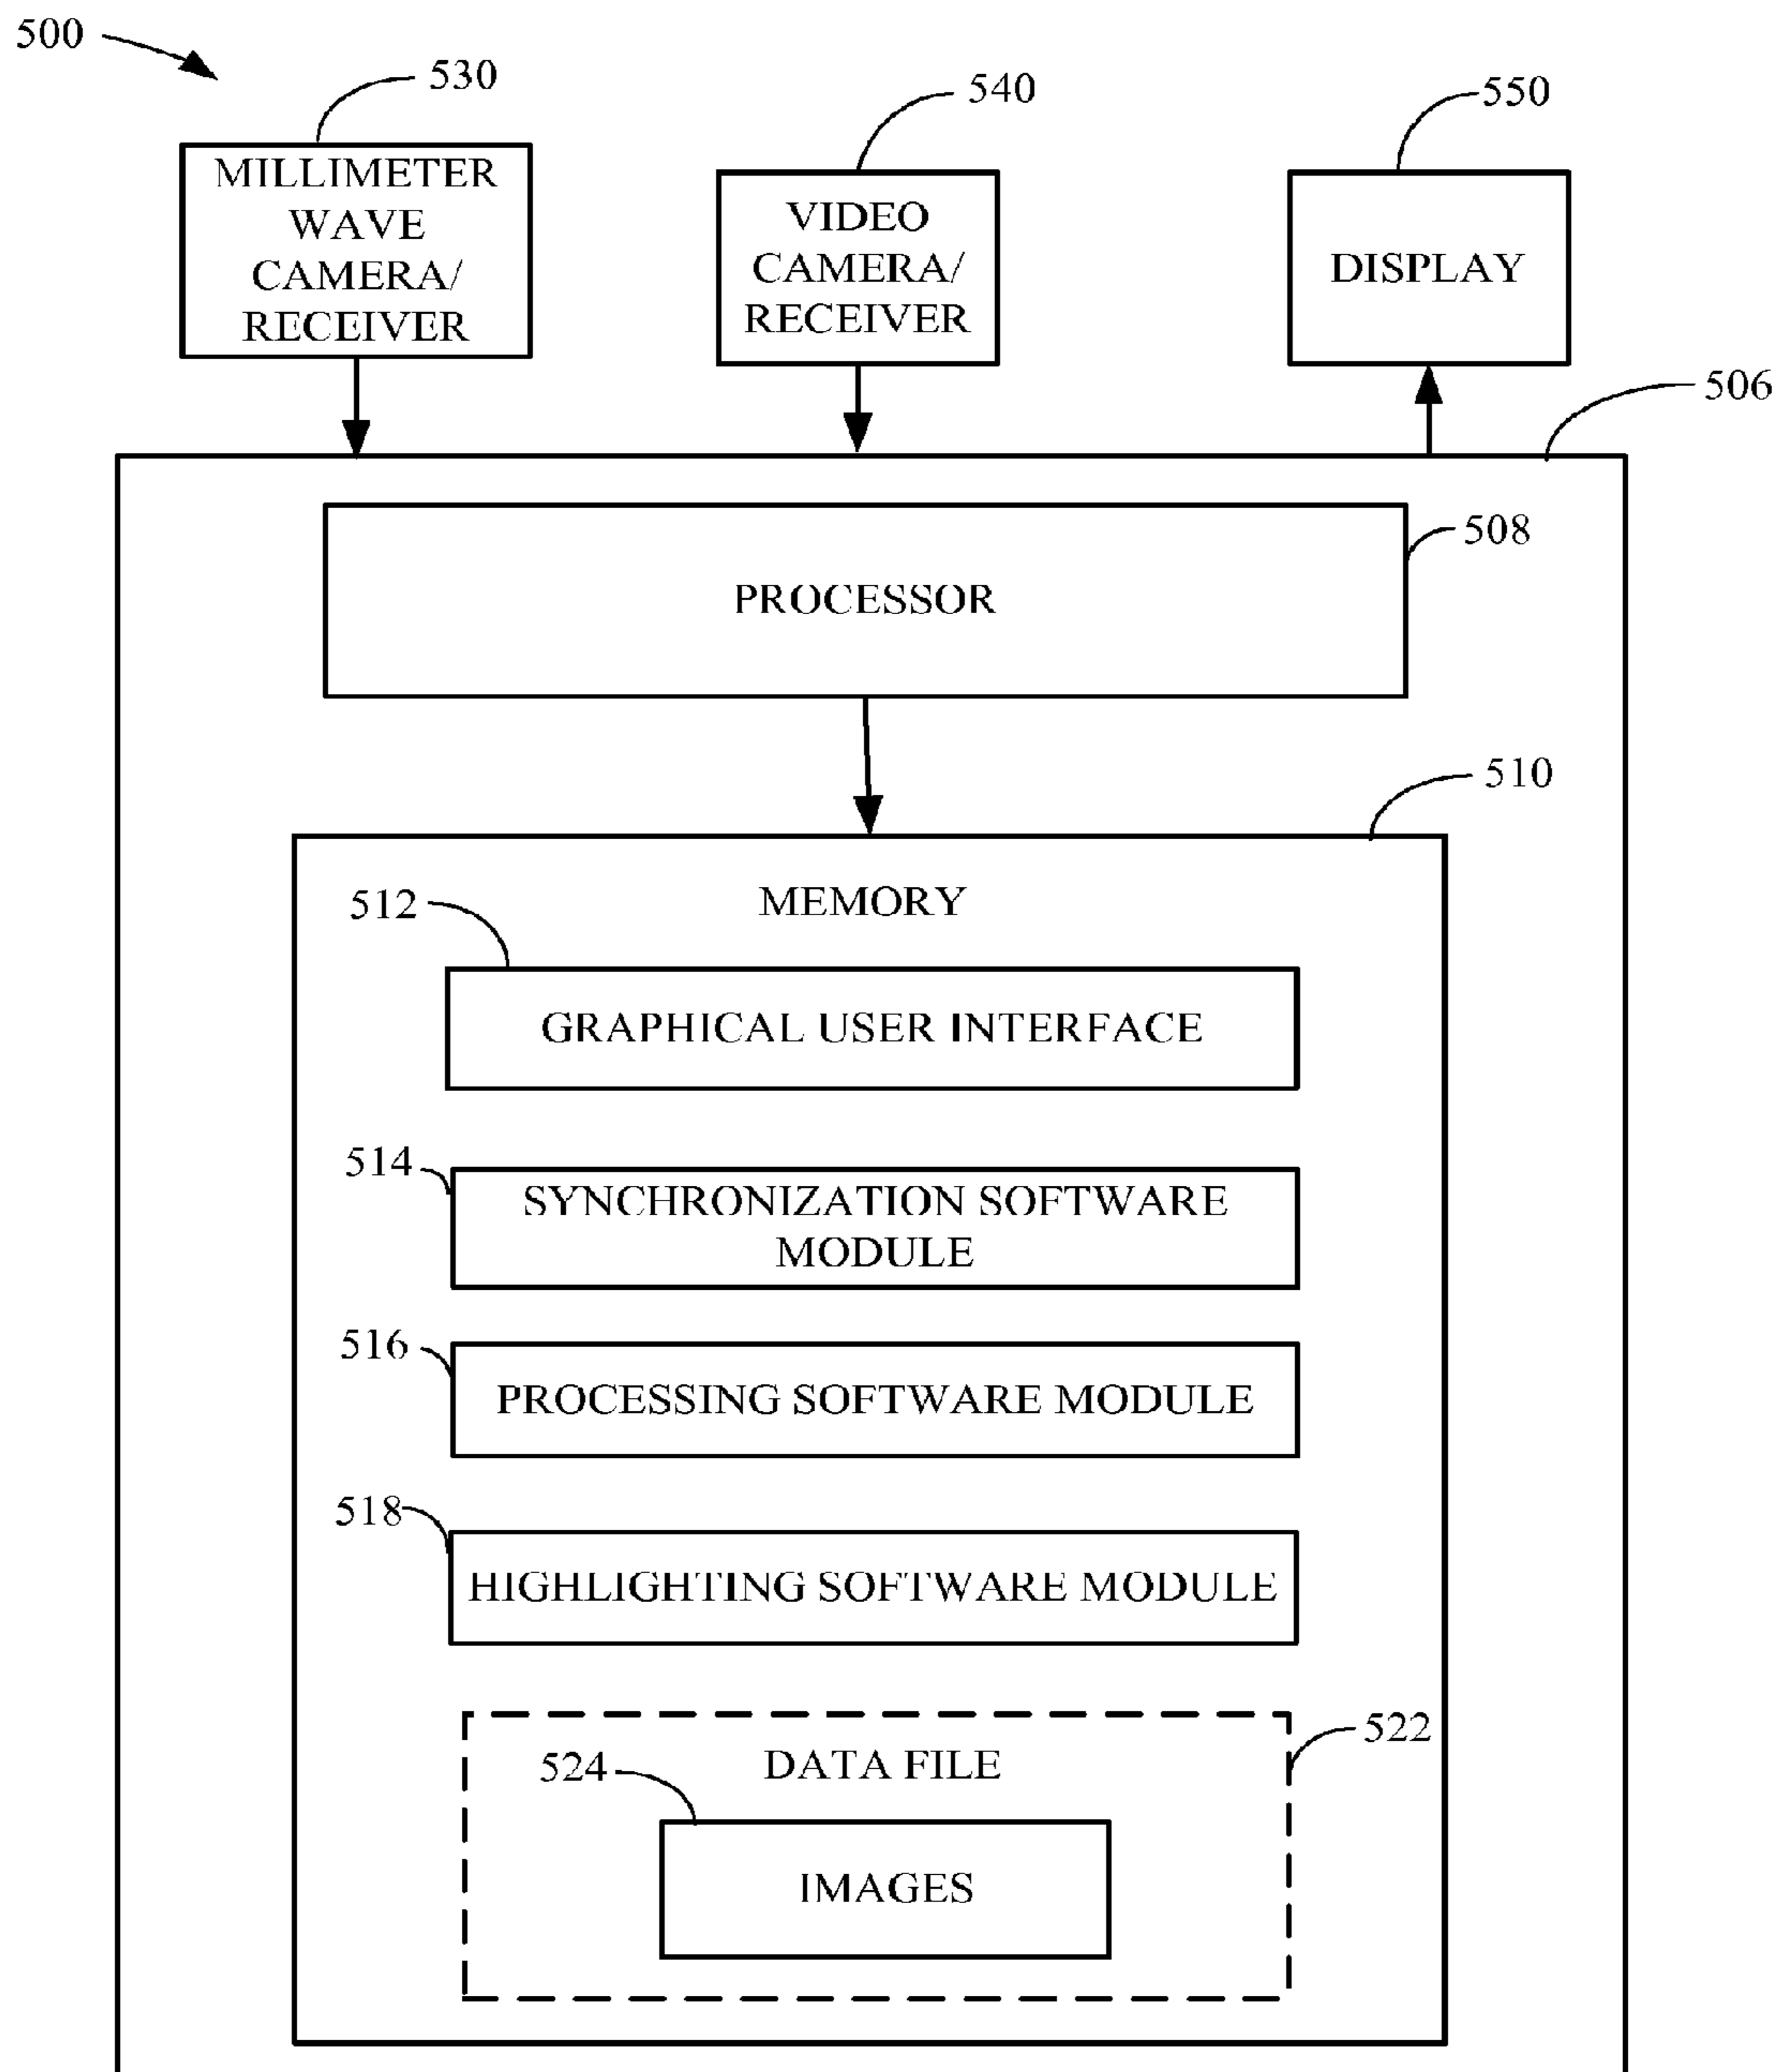 500
530
540
550
MILLIMETER
WAVE
CAMERA/
RECEIVER
VIDEO
CAMERA/
RECEIVER
DISPLAY
506
508
PROCESSOR
510
MEMORY
512
GRAPHICAL USER INTERFACE
514
SYNCHRONIZATION SOFTWARE
MODULE
516
PROCESSING SOFTWARE MODULE
518
HIGHLIGHTING SOFTWARE MODULE
522
DATA FILE
524
IMAGES